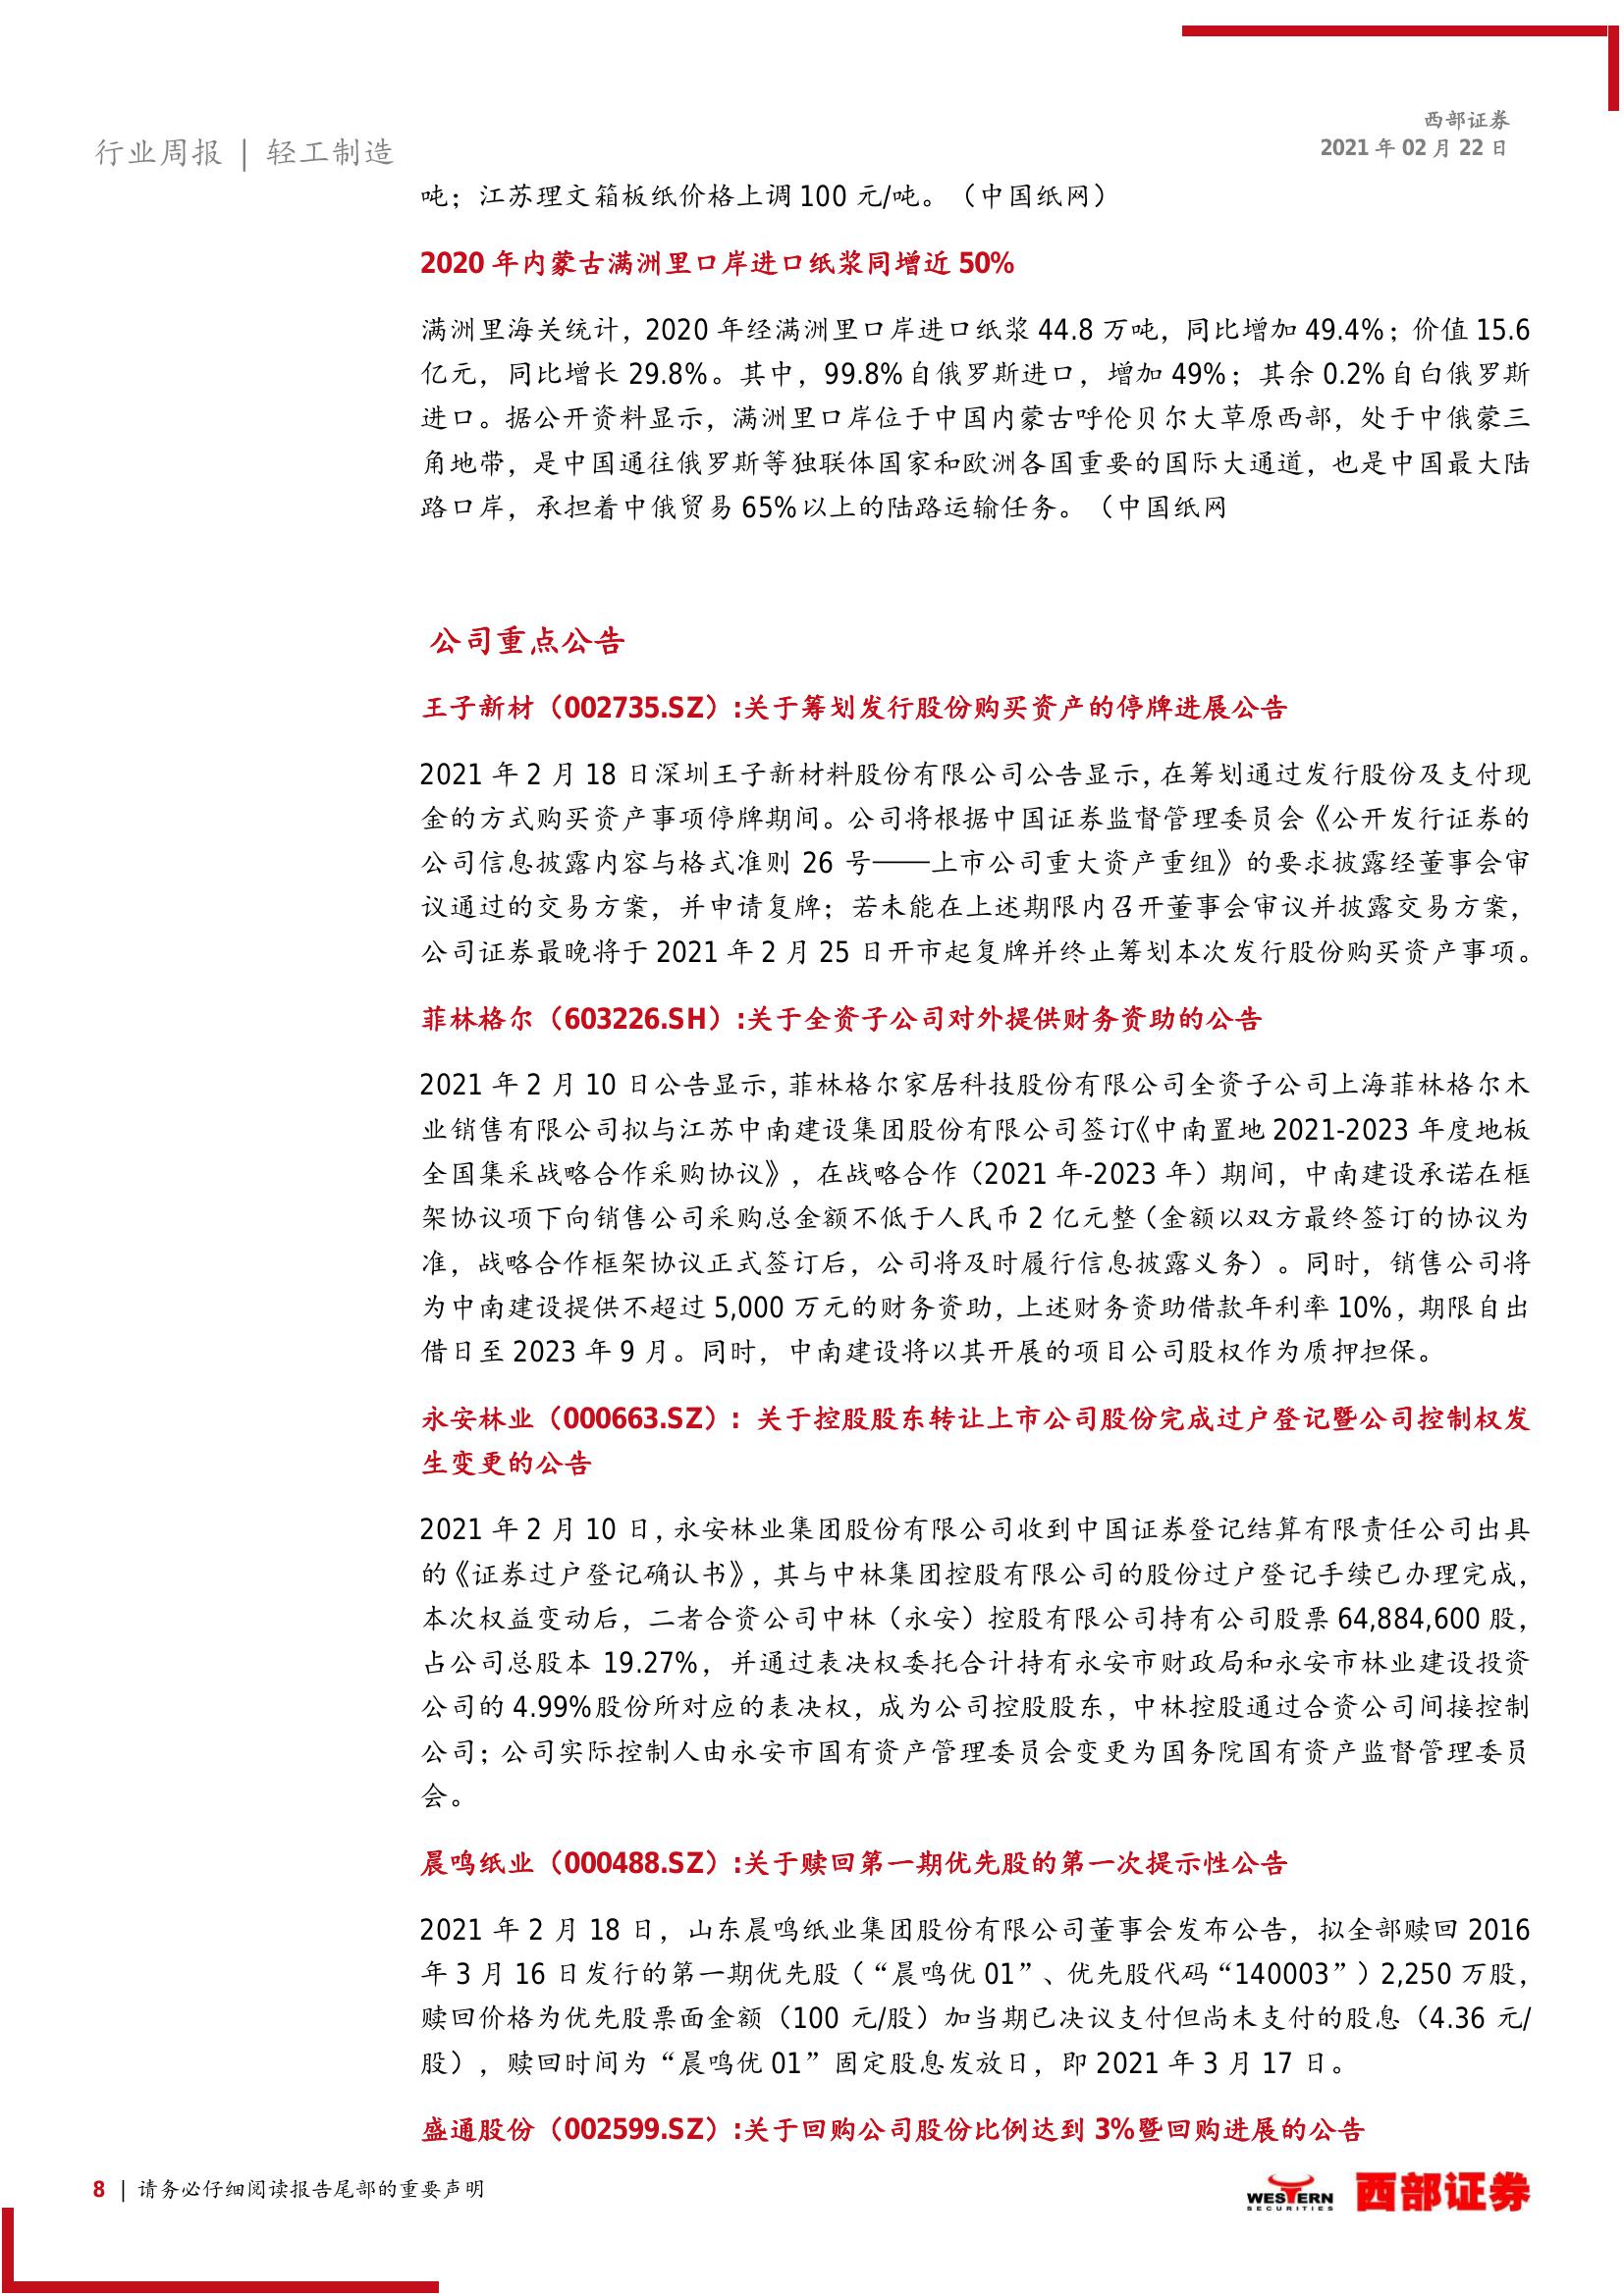 西部证券
行业周报 | 轻工制造
2021 年 02 月 22 日
吨；江苏理文箱板纸价格上调 100 元/吨。（中国纸网）
2020 年内蒙古满洲里口岸进口纸浆同增近 50%
满洲里海关统计，2020 年经满洲里口岸进口纸浆 44.8 万吨，同比增加 49.4%；价值 15.6
亿元，同比增长 29.8%。其中，99.8%自俄罗斯进口，增加 49%；其余 0.2%自白俄罗斯
进口。据公开资料显示，满洲里口岸位于中国内蒙古呼伦贝尔大草原西部，处于中俄蒙三
角地带，是中国通往俄罗斯等独联体国家和欧洲各国重要的国际大通道，也是中国最大陆
路口岸，承担着中俄贸易 65%以上的陆路运输任务。（中国纸网
公司重点公告
王子新材（002735.SZ）:关于筹划发行股份购买资产的停牌进展公告
2021 年 2 月 18 日深圳王子新材料股份有限公司公告显示，在筹划通过发行股份及支付现
金的方式购买资产事项停牌期间。公司将根据中国证券监督管理委员会《公开发行证券的
公司信息披露内容与格式准则 26 号——上市公司重大资产重组》的要求披露经董事会审
议通过的交易方案，并申请复牌；若未能在上述期限内召开董事会审议并披露交易方案，
公司证券最晚将于 2021 年 2 月 25 日开市起复牌并终止筹划本次发行股份购买资产事项。
菲林格尔（603226.SH）:关于全资子公司对外提供财务资助的公告
2021 年 2 月 10 日公告显示，菲林格尔家居科技股份有限公司全资子公司上海菲林格尔木
业销售有限公司拟与江苏中南建设集团股份有限公司签订《中南置地 2021-2023 年度地板
全国集采战略合作采购协议》，在战略合作（2021 年-2023 年）期间，中南建设承诺在框
架协议项下向销售公司采购总金额不低于人民币 2 亿元整（金额以双方最终签订的协议为
准，战略合作框架协议正式签订后，公司将及时履行信息披露义务）。同时，销售公司将
为中南建设提供不超过 5,000 万元的财务资助，上述财务资助借款年利率 10%，期限自出
借日至 2023 年 9 月。同时，中南建设将以其开展的项目公司股权作为质押担保。
永安林业（000663.SZ）：关于控股股东转让上市公司股份完成过户登记暨公司控制权发
生变更的公告
2021 年 2 月 10 日，永安林业集团股份有限公司收到中国证券登记结算有限责任公司出具
的《证券过户登记确认书》，其与中林集团控股有限公司的股份过户登记手续已办理完成，
本次权益变动后，二者合资公司中林（永安）控股有限公司持有公司股票 64,884,600 股，
占公司总股本 19.27%，并通过表决权委托合计持有永安市财政局和永安市林业建设投资
公司的 4.99%股份所对应的表决权，成为公司控股股东，中林控股通过合资公司间接控制
公司；公司实际控制人由永安市国有资产管理委员会变更为国务院国有资产监督管理委员
会。
晨鸣纸业（000488.SZ）:关于赎回第一期优先股的第一次提示性公告
2021 年 2 月 18 日，山东晨鸣纸业集团股份有限公司董事会发布公告，拟全部赎回 2016
年 3 月 16 日发行的第一期优先股（“晨鸣优 01”、优先股代码“140003”）2,250 万股，
赎回价格为优先股票面金额（100 元/股）加当期已决议支付但尚未支付的股息（4.36 元/
股），赎回时间为“晨鸣优 01”固定股息发放日，即 2021 年 3 月 17 日。
盛通股份（002599.SZ）:关于回购公司股份比例达到 3%暨回购进展的公告
8 | 请务必仔细阅读报告尾部的重要声明
WESTERN
SECURITIES
西部证券